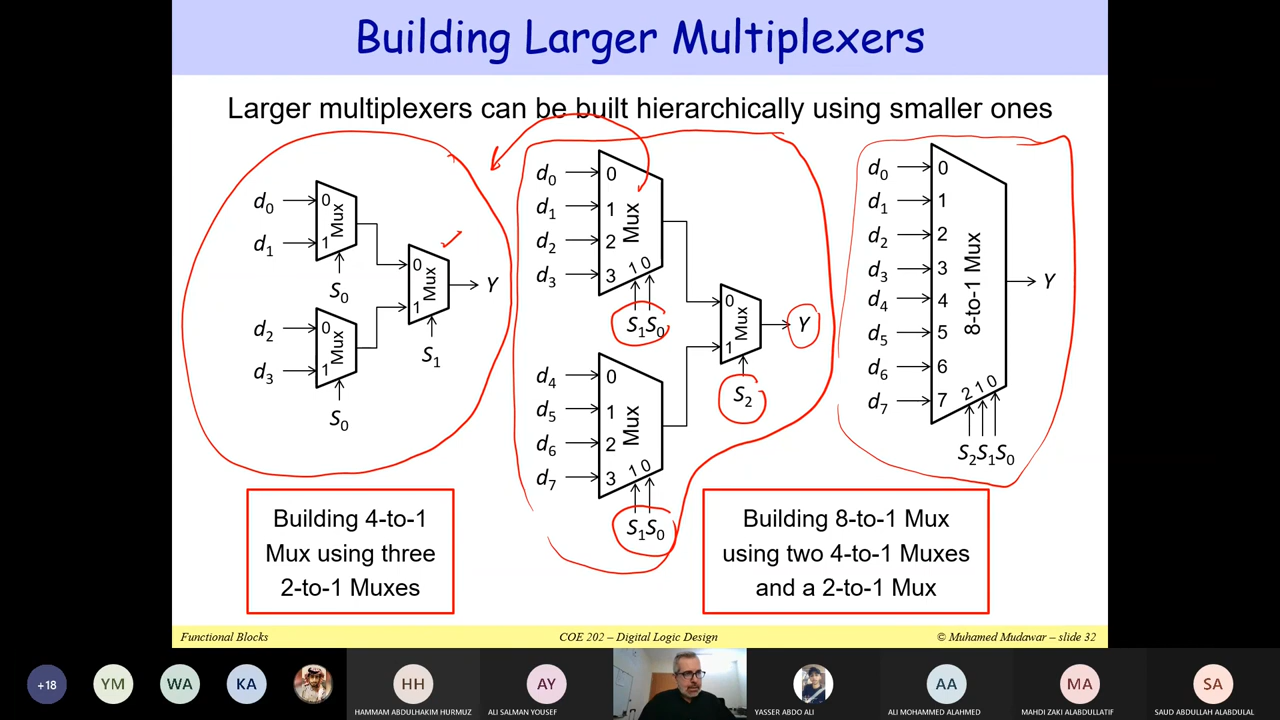 Building Larger Multiplexers
Larger multiplexers can be built hierarchically using smaller ones
d0
d1
0
1
Mux
S0
d2
d3
0
1
Mux
S0
0
1
Mux
S1
Y
d0
d1
d2
d3
0
1
2
3
Mux
1 0
S1S0
d4
d5
d6
d7
0
1
2
3
Mux
1 0
S1S0
0
1
Mux
S2
Y
d0
d1
d2
d3
d4
d5
d6
d7
0
1
2
3
4
5
6
7
8-to-1 Mux
2 1 0
S2S1S0
Y
Building 4-to-1
Mux using three
2-to-1 Muxes
Building 8-to-1 Mux
using two 4-to-1 Muxes
and a 2-to-1 Mux
Functional Blocks
COE 202 – Digital Logic Design
© Muhamed Mudawar – slide 32
+18
YM
WA
KA
HH
HAMMAM ABDULHAKIM HURMUZ
AY
ALI SALMAN YOUSEF
YASSER ABDO ALI
AA
ALI MOHAMMED ALAHMED
MA
MAHDI ZAKI ALABDULLATIF
SA
SAUD ABDULLAH ALABDULAL